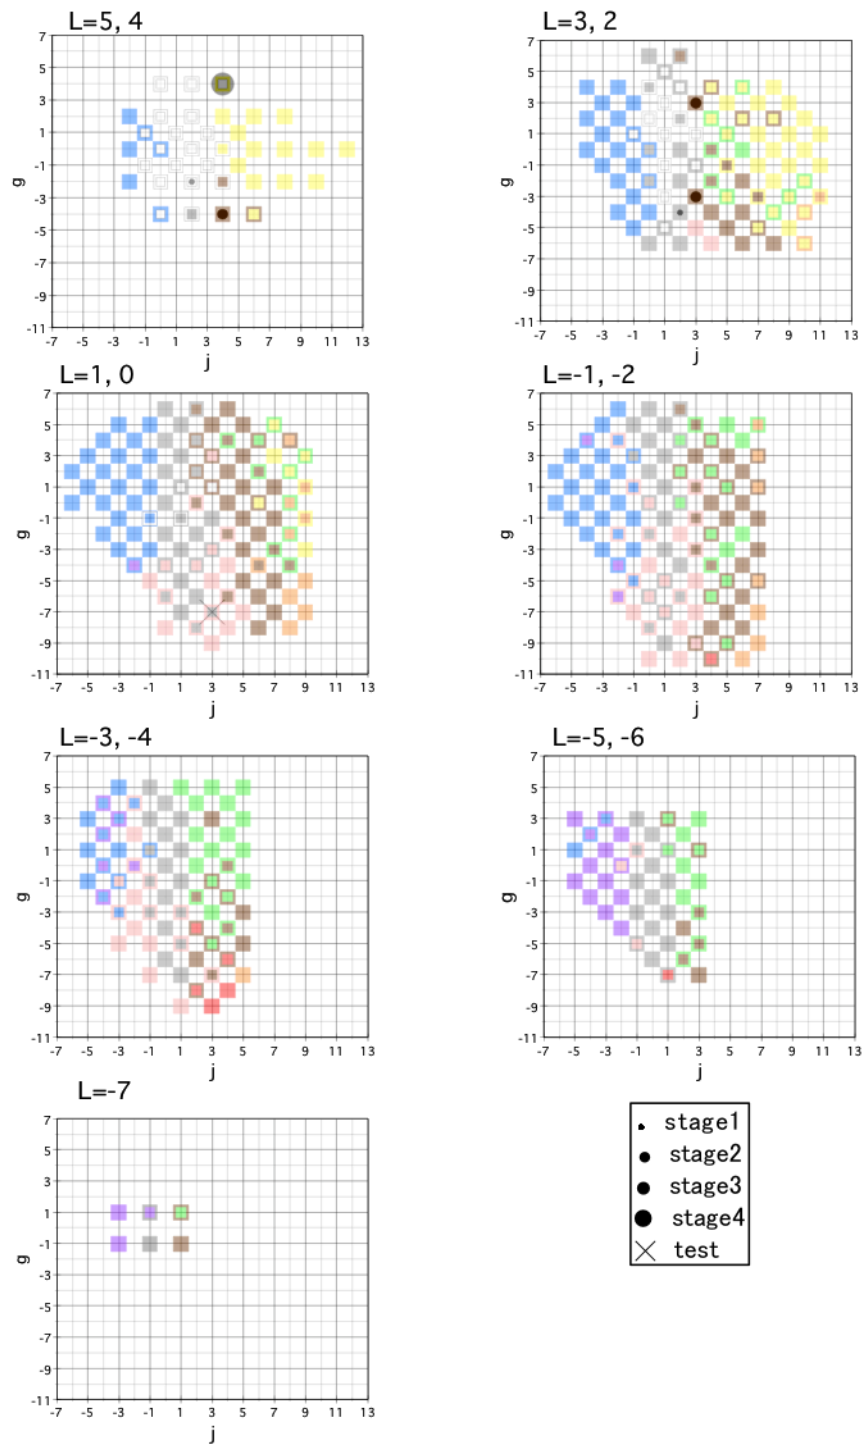 L=5, 4
7
5
3
1
-1
-3
-5
-7
-9
-11
g
-7 -5 -3 -1 1 3 5 7 9 11 13
j
L=3, 2
7
5
3
1
-1
-3
-5
-7
-9
-11
g
-7 -5 -3 -1 1 3 5 7 9 11 13
j
L=1, 0
7
5
3
1
-1
-3
-5
-7
-9
-11
g
-7 -5 -3 -1 1 3 5 7 9 11 13
j
L=-1, -2
7
5
3
1
-1
-3
-5
-7
-9
-11
g
-7 -5 -3 -1 1 3 5 7 9 11 13
j
L=-3, -4
7
5
3
1
-1
-3
-5
-7
-9
-11
g
-7 -5 -3 -1 1 3 5 7 9 11 13
j
L=-5, -6
7
5
3
1
-1
-3
-5
-7
-9
-11
g
-7 -5 -3 -1 1 3 5 7 9 11 13
j
L=-7
7
5
3
1
-1
-3
-5
-7
-9
-11
g
-7 -5 -3 -1 1 3 5 7 9 11 13
j
stage1
stage2
stage3
stage4
test